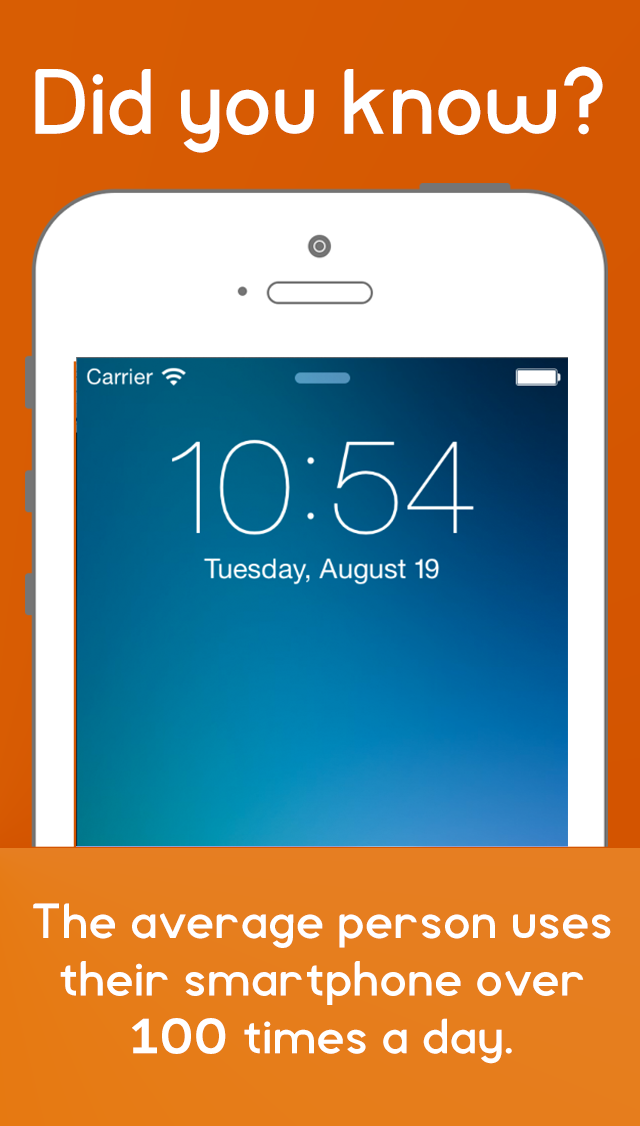 Did you know?
Carrier
10:54
Tuesday, August 19
The average person uses
their smartphone over
100 times a day.